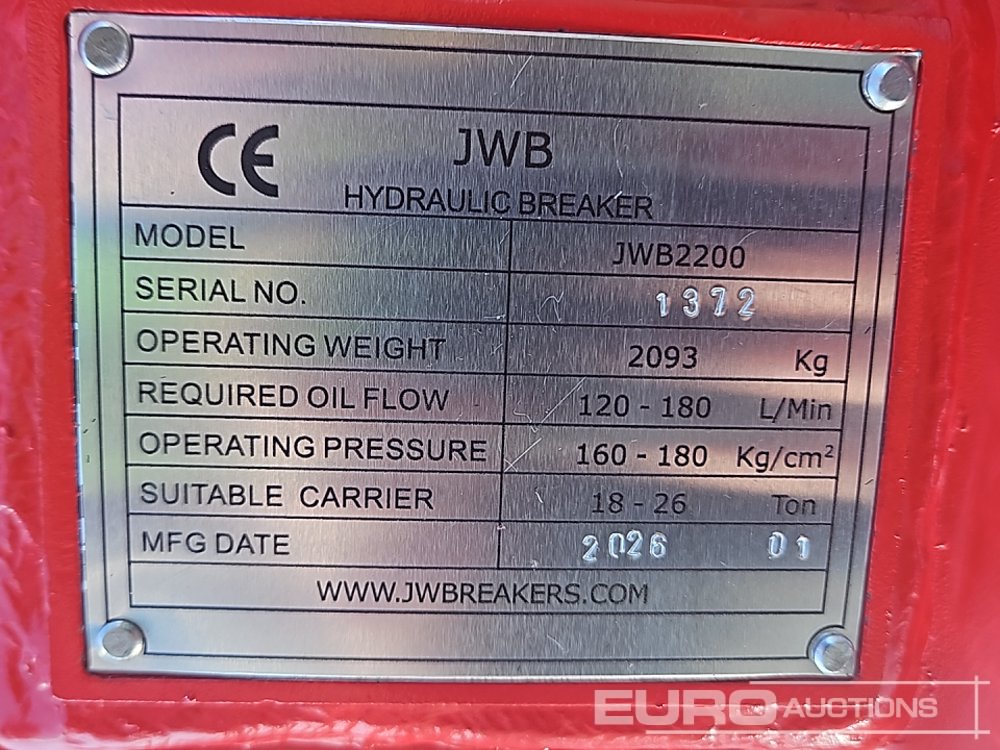 CE JWB
HYDRAULIC BREAKER
MODEL JWB2200
SERIAL NO. 1372
OPERATING WEIGHT 2093 Kg
REQUIRED OIL FLOW 120 - 180 L/Min
OPERATING PRESSURE 160 - 180 Kg/cm²
SUITABLE CARRIER 18 - 26 Ton
MFG DATE 2026 01
WWW.JWBREAKERS.COM
EURO AUCTIONS